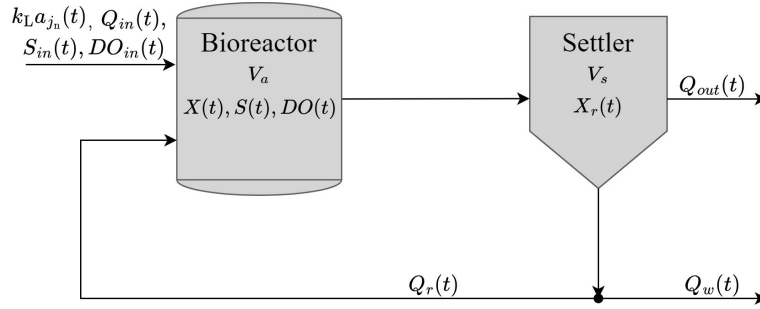 k_L a_{j_n}(t), Q_{in}(t),
S_{in}(t), DO_{in}(t)
Bioreactor
V_a
X(t), S(t), DO(t)
Settler
V_s
X_r(t)
Q_{out}(t)
Q_r(t)
Q_w(t)